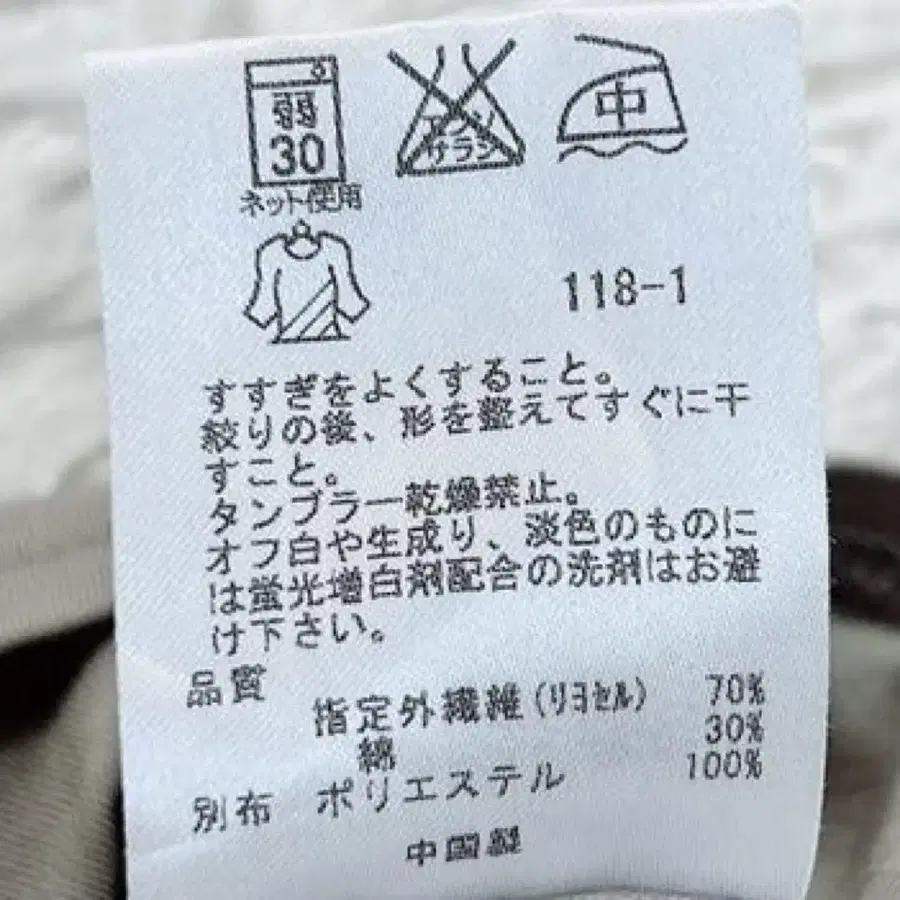 弱
30
エンソ
サラシ
中
ネット使用
118-1
すすぎをよくすること。
絞りの後、形を整えてすぐに干
すこと。
タンブラー乾燥禁止。
オフ白や生成り、淡色のものに
は蛍光増白剤配合の洗剤はお避
け下さい。
品質
指定外繊維(リヨセル) 70%
綿 30%
別布 ポリエステル 100%
中国製